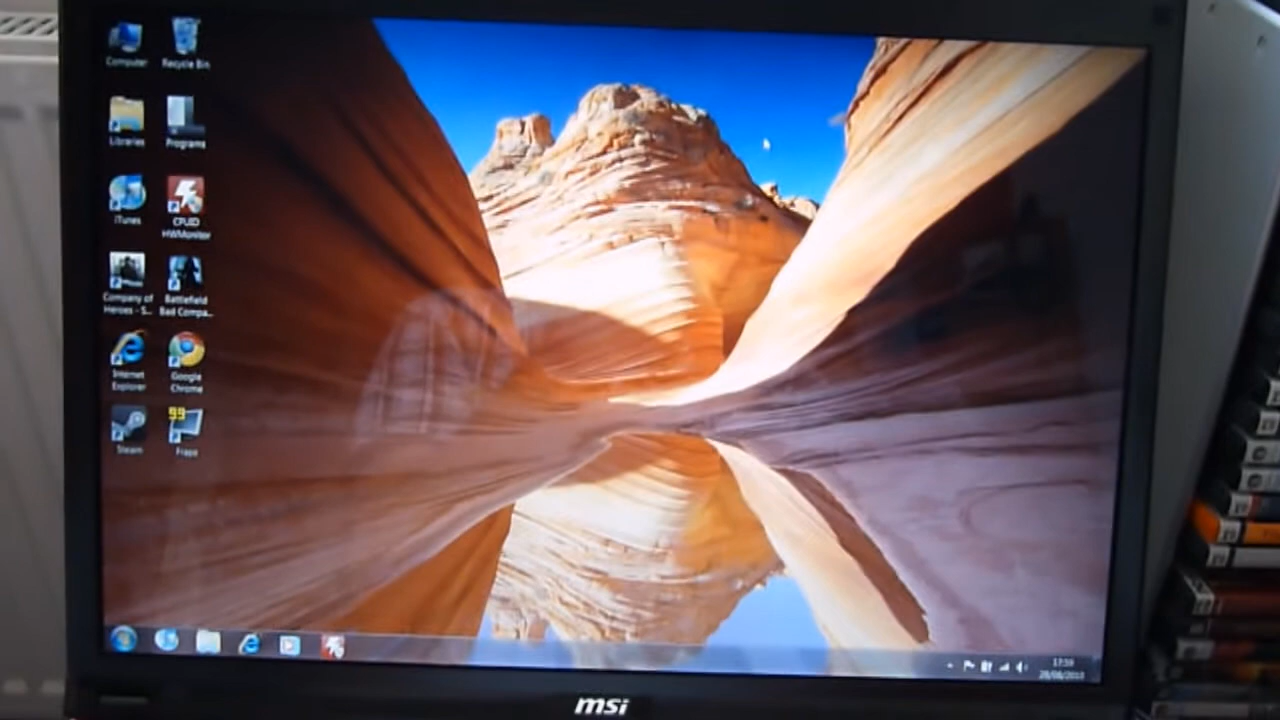 Computer
Recycle Bin
Libraries
Programs
iTunes
CPUID
HWMonitor
Company of
Heroes - S...
Battlefield
Bad Compa...
Internet
Explorer
Google
Chrome
Steam
99
Fraps
17:59
msi